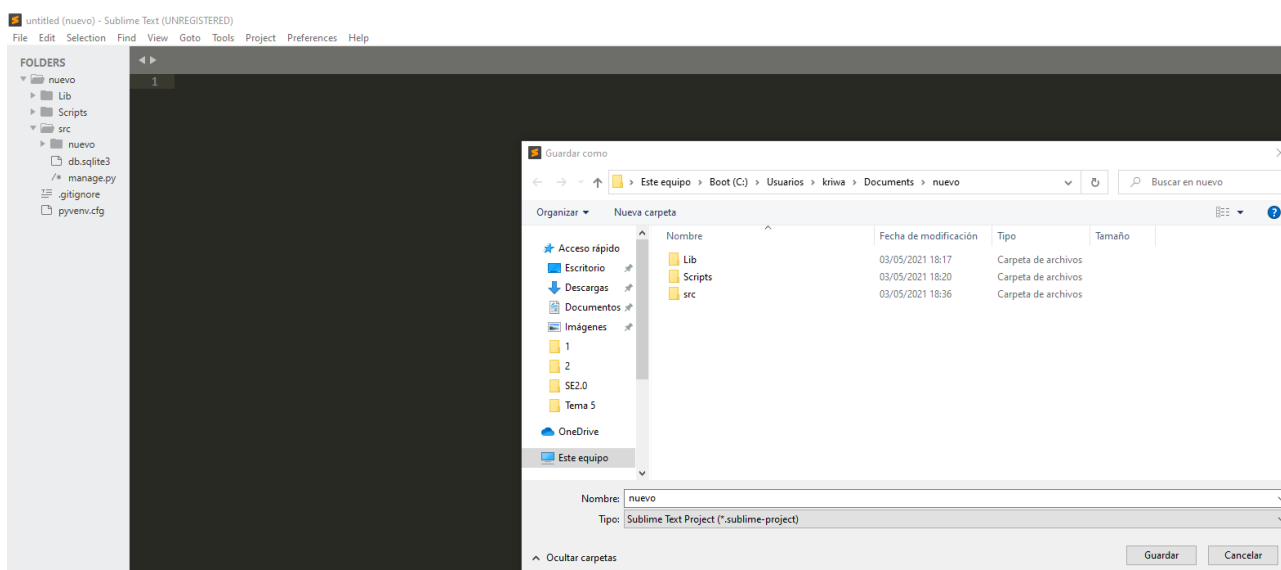 untitled (nuevo) - Sublime Text (UNREGISTERED)
File Edit Selection Find View Goto Tools Project Preferences Help
FOLDERS
nuevo
Lib
Scripts
src
nuevo
db.sqlite3
/* manage.py
.gitignore
pyvenv.cfg
1
Guardar como
Este equipo > Boot (C:) > Usuarios > kriwa > Documents > nuevo
Buscar en nuevo
Organizar Nueva carpeta
Acceso rápido
Escritorio
Descargas
Documentos
Imágenes
1
2
SE2.0
Tema 5
OneDrive
Este equipo
Nombre Fecha de modificación Tipo Tamaño
Lib 03/05/2021 18:17 Carpeta de archivos
Scripts 03/05/2021 18:20 Carpeta de archivos
src 03/05/2021 18:36 Carpeta de archivos
Nombre: nuevo
Tipo: Sublime Text Project (*.sublime-project)
Ocultar carpetas
Guardar Cancelar